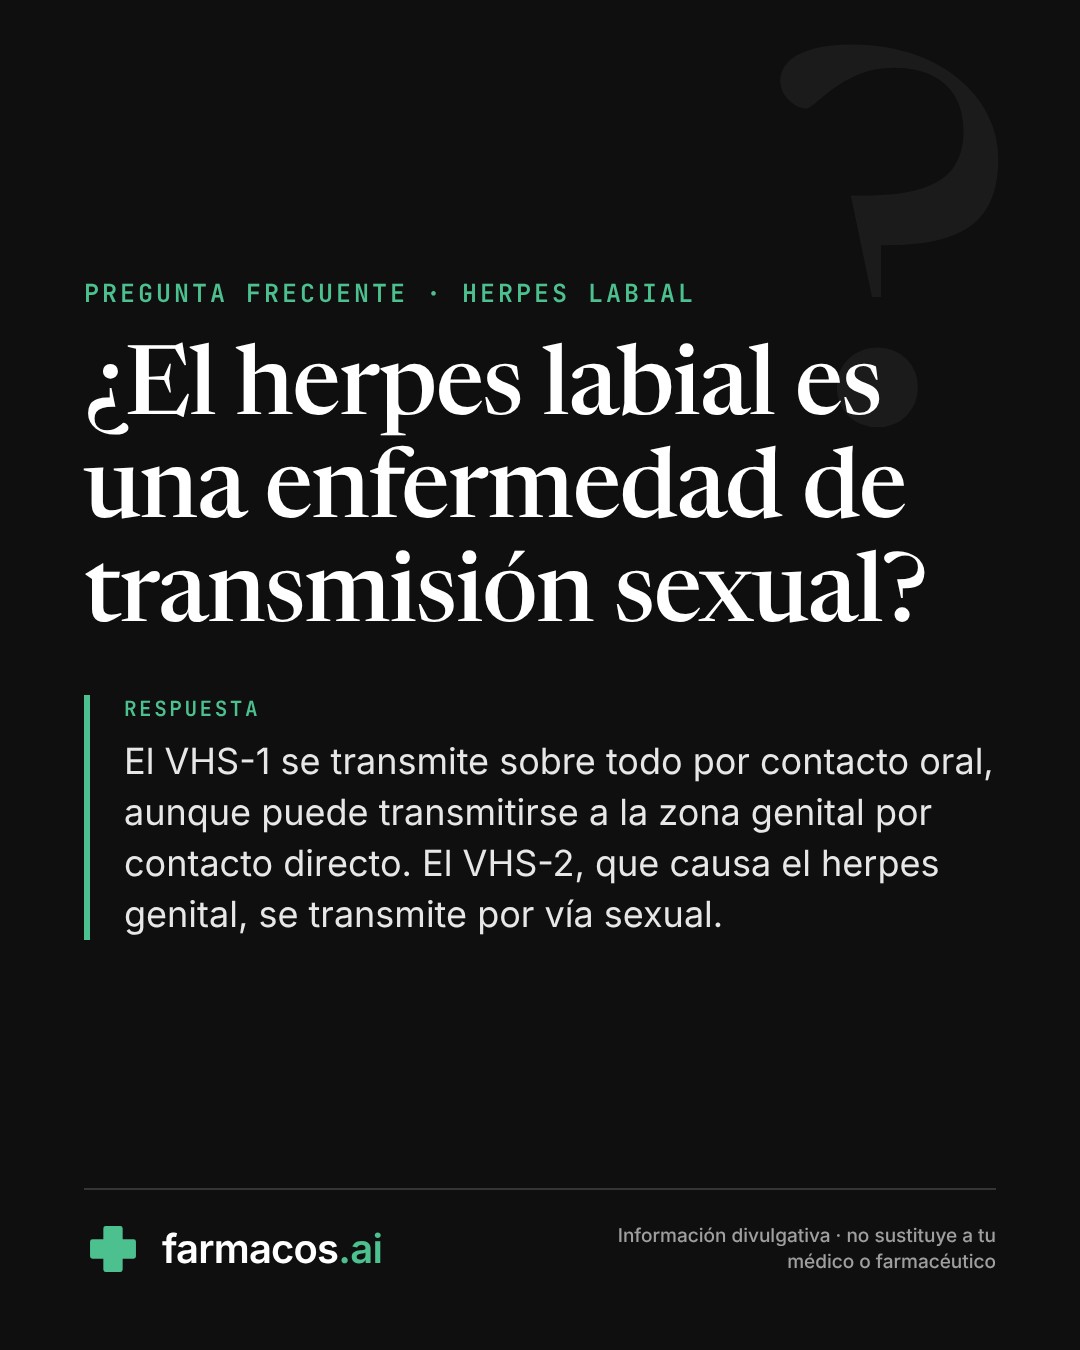 PREGUNTA FRECUENTE · HERPES LABIAL
¿El herpes labial es
una enfermedad de
transmisión sexual?
RESPUESTA
El VHS-1 se transmite sobre todo por contacto oral,
aunque puede transmitirse a la zona genital por
contacto directo. El VHS-2, que causa el herpes
genital, se transmite por vía sexual.
farmacos.ai
Información divulgativa · no sustituye a tu
médico o farmacéutico